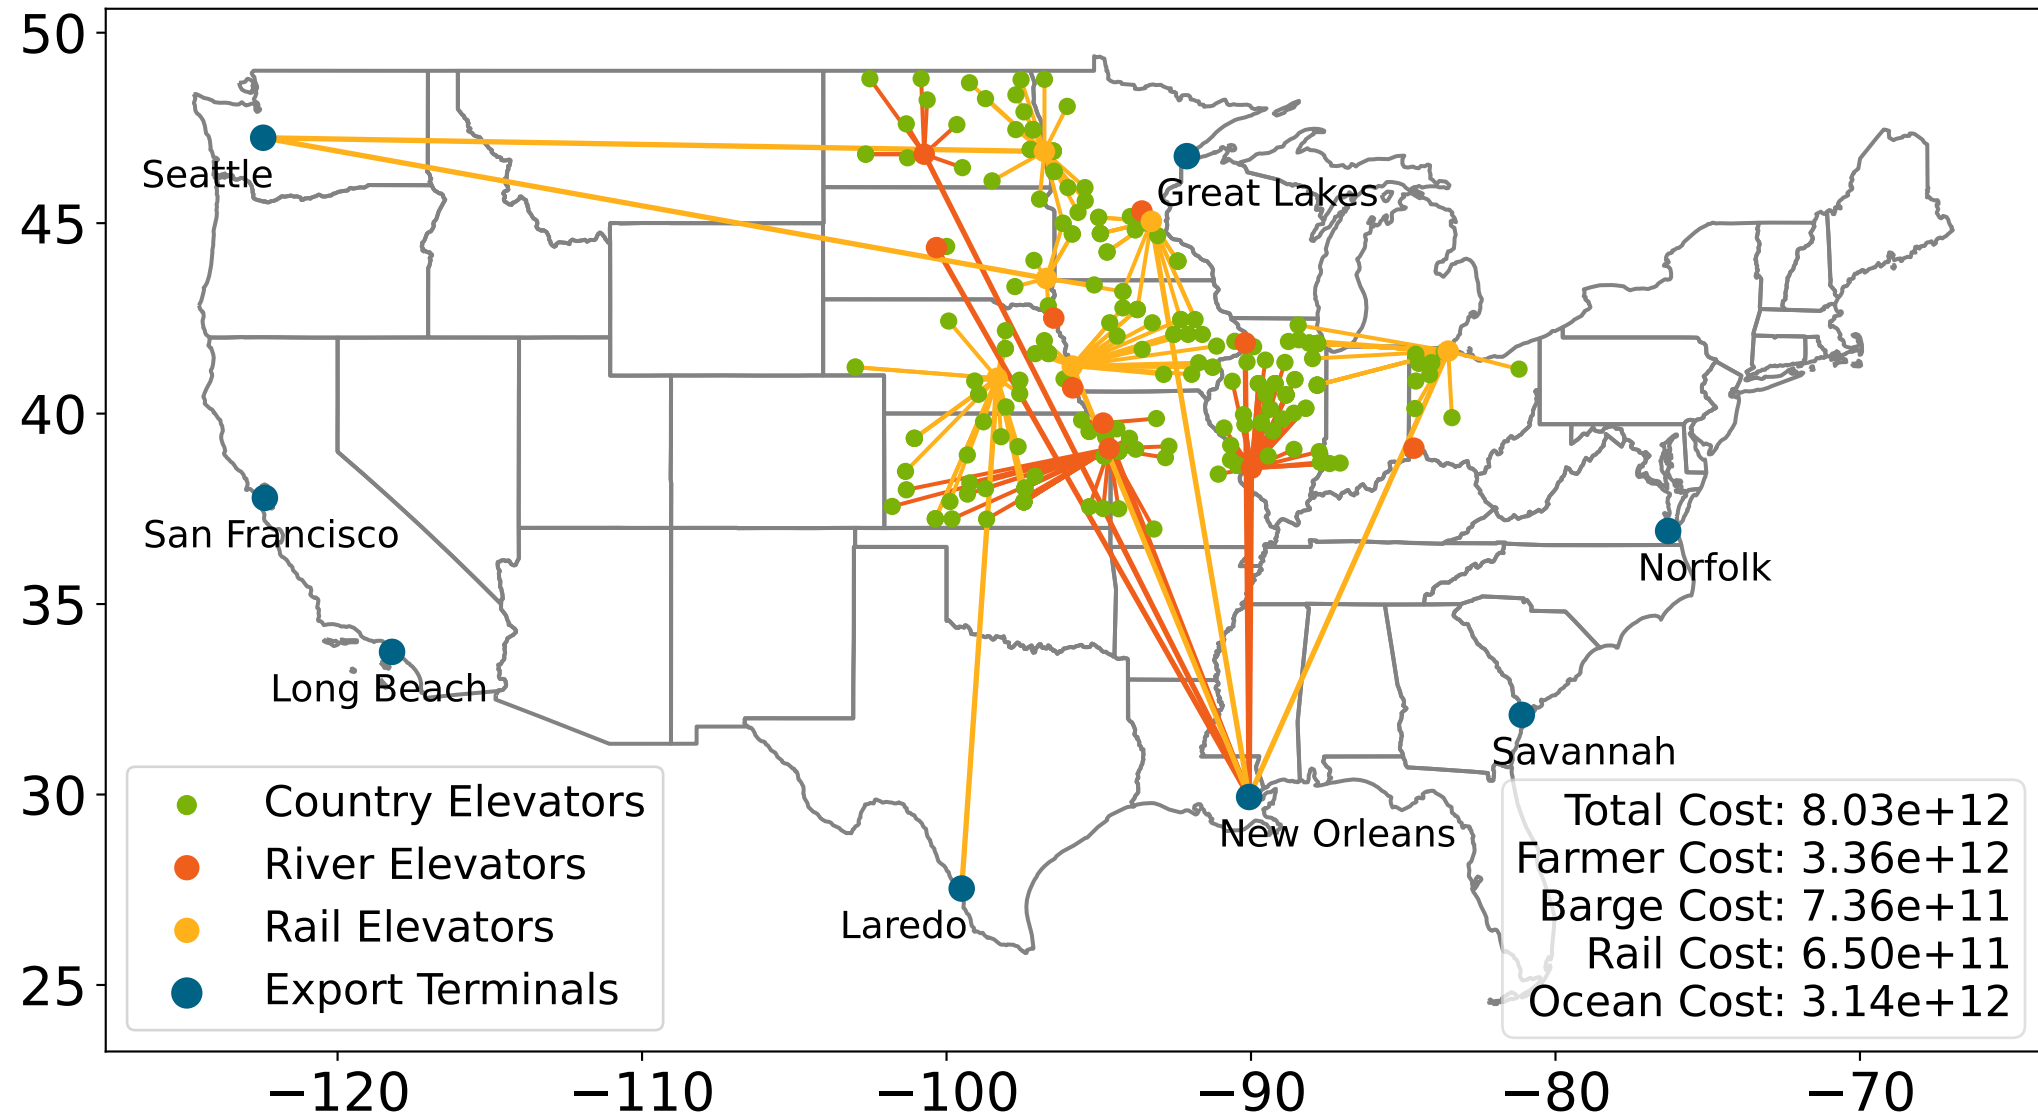 50
45
40
35
30
25
Seattle
Great Lakes
San Francisco
Norfolk
Long Beach
Savannah
New Orleans
Laredo
Country Elevators
River Elevators
Rail Elevators
Export Terminals
Total Cost: 8.03e+12
Farmer Cost: 3.36e+12
Barge Cost: 7.36e+11
Rail Cost: 6.50e+11
Ocean Cost: 3.14e+12
−120 −110 −100 −90 −80 −70